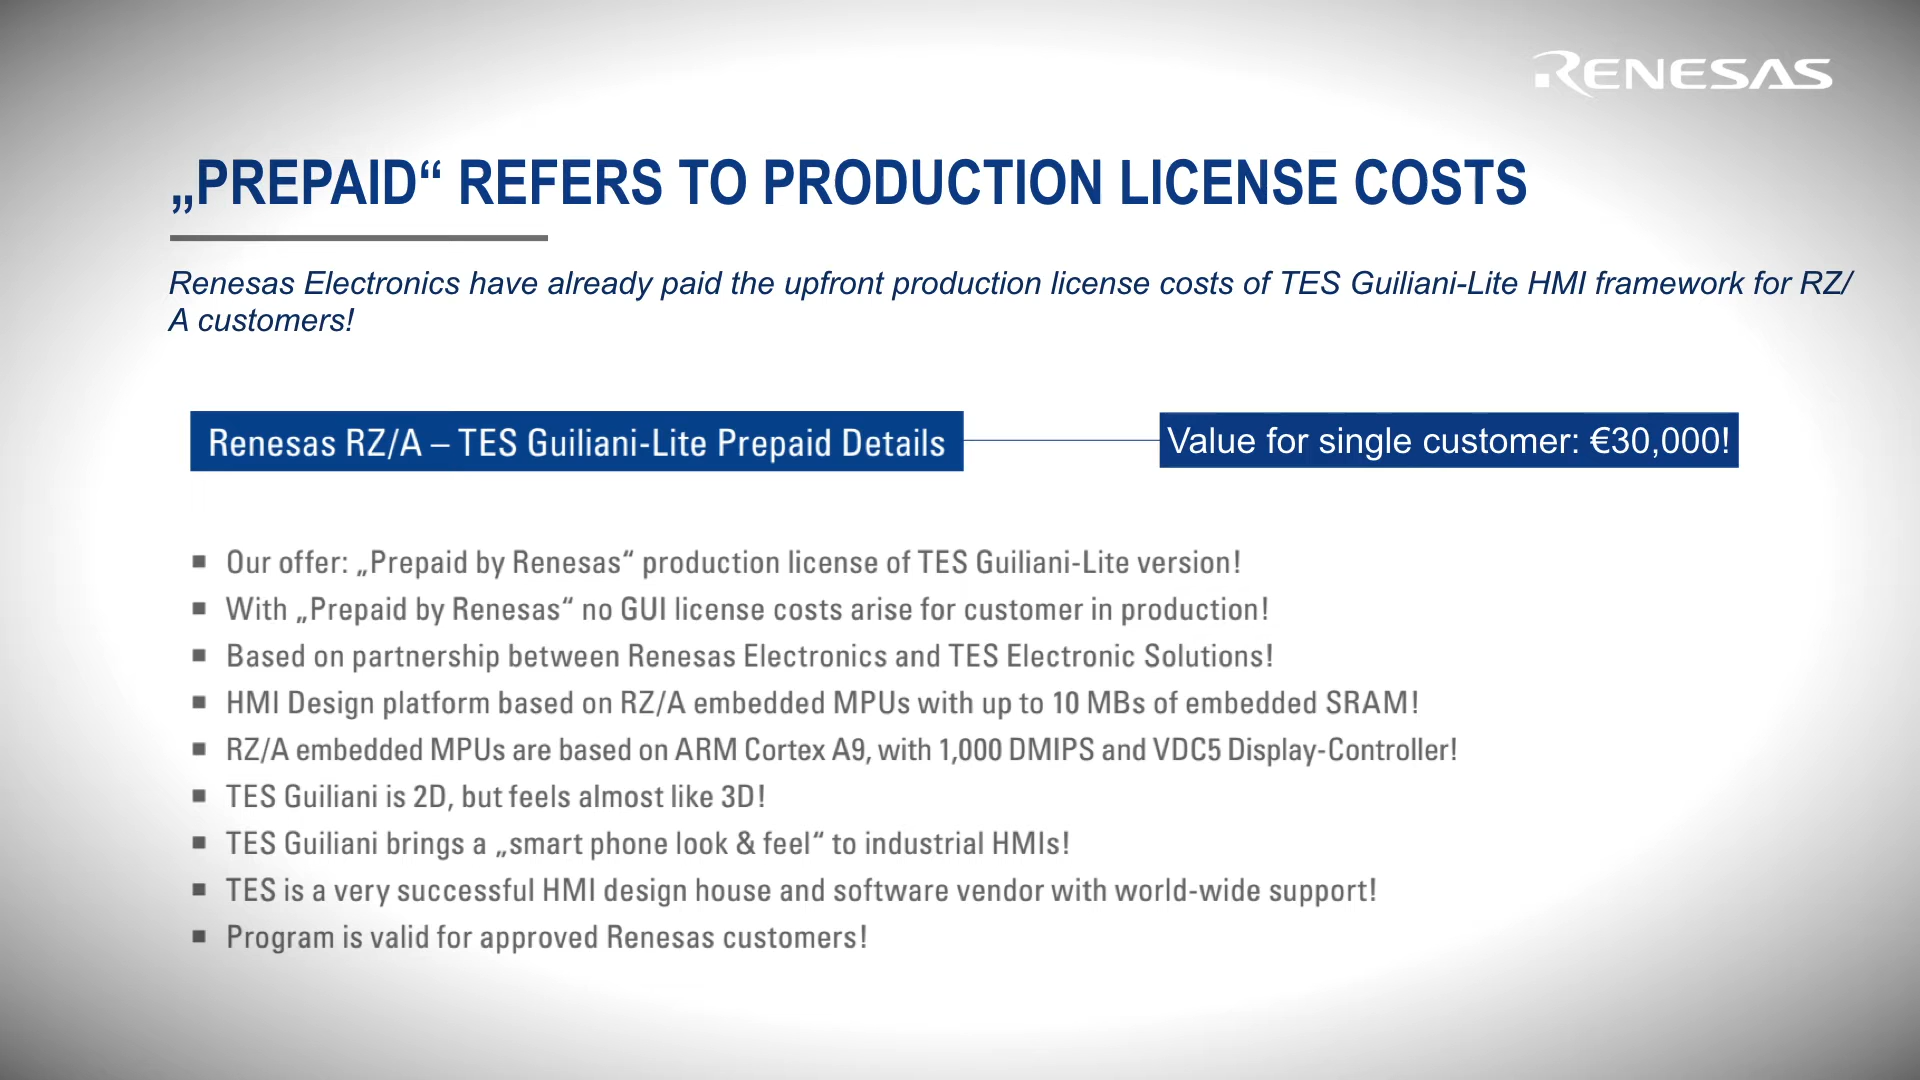 RENESAS
„PREPAID“ REFERS TO PRODUCTION LICENSE COSTS
Renesas Electronics have already paid the upfront production license costs of TES Guiliani-Lite HMI framework for RZ/
A customers!
Renesas RZ/A – TES Guiliani-Lite Prepaid Details
Value for single customer: €30,000!
▪ Our offer: „Prepaid by Renesas“ production license of TES Guiliani-Lite version!
▪ With „Prepaid by Renesas“ no GUI license costs arise for customer in production!
▪ Based on partnership between Renesas Electronics and TES Electronic Solutions!
▪ HMI Design platform based on RZ/A embedded MPUs with up to 10 MBs of embedded SRAM!
▪ RZ/A embedded MPUs are based on ARM Cortex A9, with 1,000 DMIPS and VDC5 Display-Controller!
▪ TES Guiliani is 2D, but feels almost like 3D!
▪ TES Guiliani brings a „smart phone look & feel“ to industrial HMIs!
▪ TES is a very successful HMI design house and software vendor with world-wide support!
▪ Program is valid for approved Renesas customers!